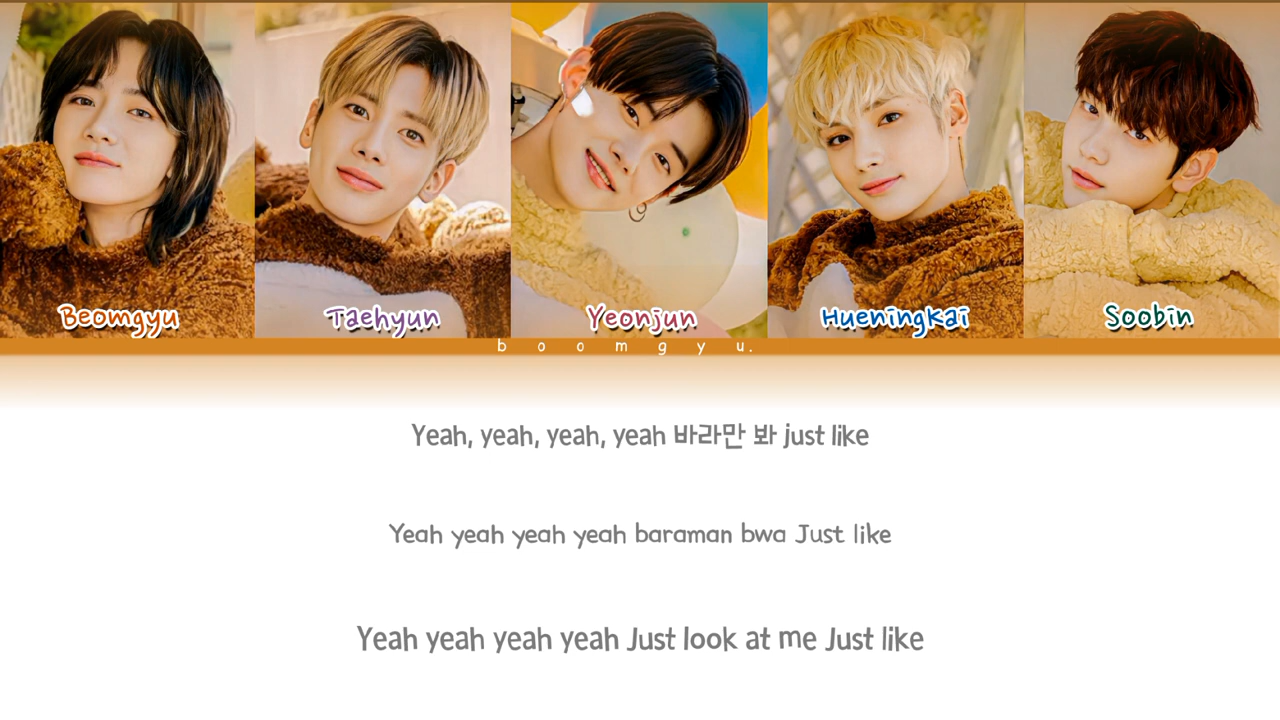 Beomgyu Taehyun Yeonjun HueningKai Soobin
b o o m g y u.
Yeah, yeah, yeah, yeah 바라만 봐 just like
Yeah yeah yeah yeah baraman bwa Just like
Yeah yeah yeah yeah Just look at me Just like